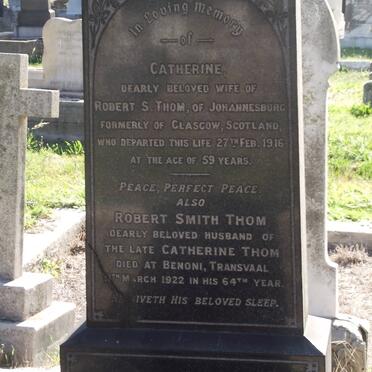 In Loving Memory
of
CATHERINE,
DEARLY BELOVED WIFE OF
ROBERT S. THOM, OF JOHANNESBURG
FORMERLY OF GLASGOW, SCOTLAND,
WHO DEPARTED THIS LIFE 27TH FEB. 1916
AT THE AGE OF 59 YEARS.
PEACE, PERFECT PEACE.
ALSO
ROBERT SMITH THOM
DEARLY BELOVED HUSBAND OF
THE LATE CATHERINE THOM
DIED AT BENONI, TRANSVAAL
MARCH 1922 IN HIS 64TH YEAR.
HIS BELOVED SLEEP.